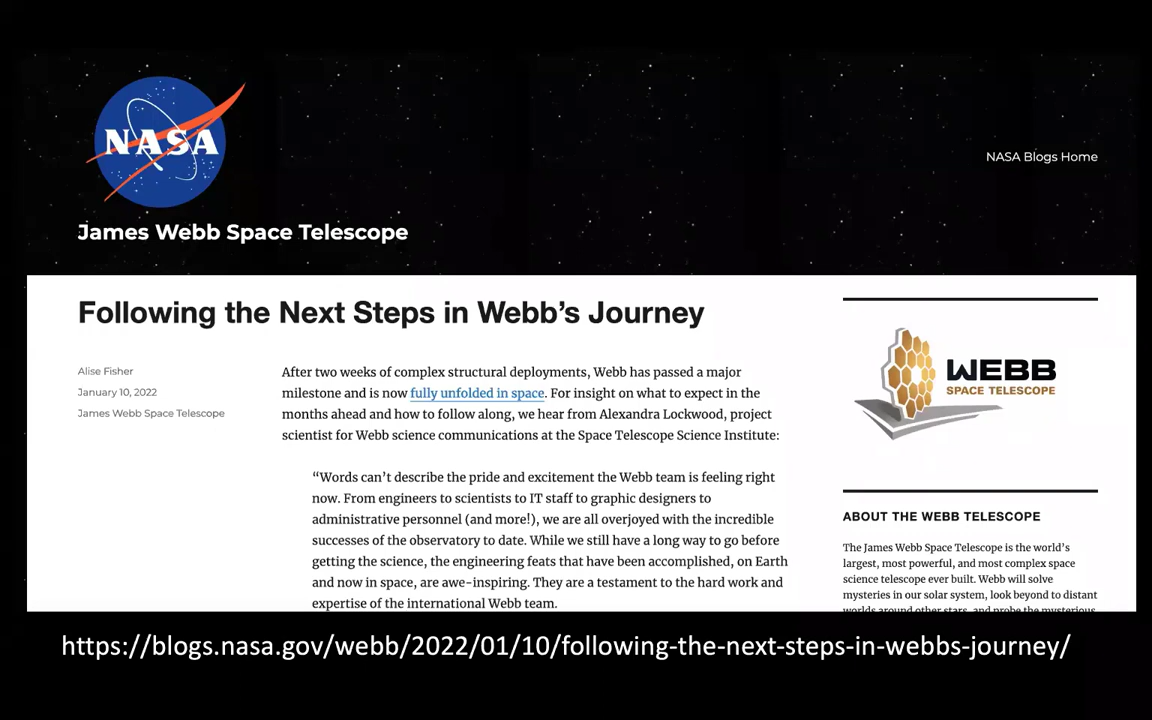 NASA
NASA Blogs Home
James Webb Space Telescope
Following the Next Steps in Webb’s Journey
Alise Fisher
January 10, 2022
James Webb Space Telescope
After two weeks of complex structural deployments, Webb has passed a major
milestone and is now fully unfolded in space. For insight on what to expect in the
months ahead and how to follow along, we hear from Alexandra Lockwood, project
scientist for Webb science communications at the Space Telescope Science Institute:
“Words can’t describe the pride and excitement the Webb team is feeling right
now. From engineers to scientists to IT staff to graphic designers to
administrative personnel (and more!), we are all overjoyed with the incredible
successes of the observatory to date. While we still have a long way to go before
getting the science, the engineering feats that have been accomplished, on Earth
and now in space, are awe-inspiring. They are a testament to the hard work and
expertise of the international Webb team.
WEBB
SPACE TELESCOPE
ABOUT THE WEBB TELESCOPE
The James Webb Space Telescope is the world’s
largest, most powerful, and most complex space
science telescope ever built. Webb will solve
mysteries in our solar system, look beyond to distant
worlds around other stars, and probe the mysterious
https://blogs.nasa.gov/webb/2022/01/10/following-the-next-steps-in-webbs-journey/